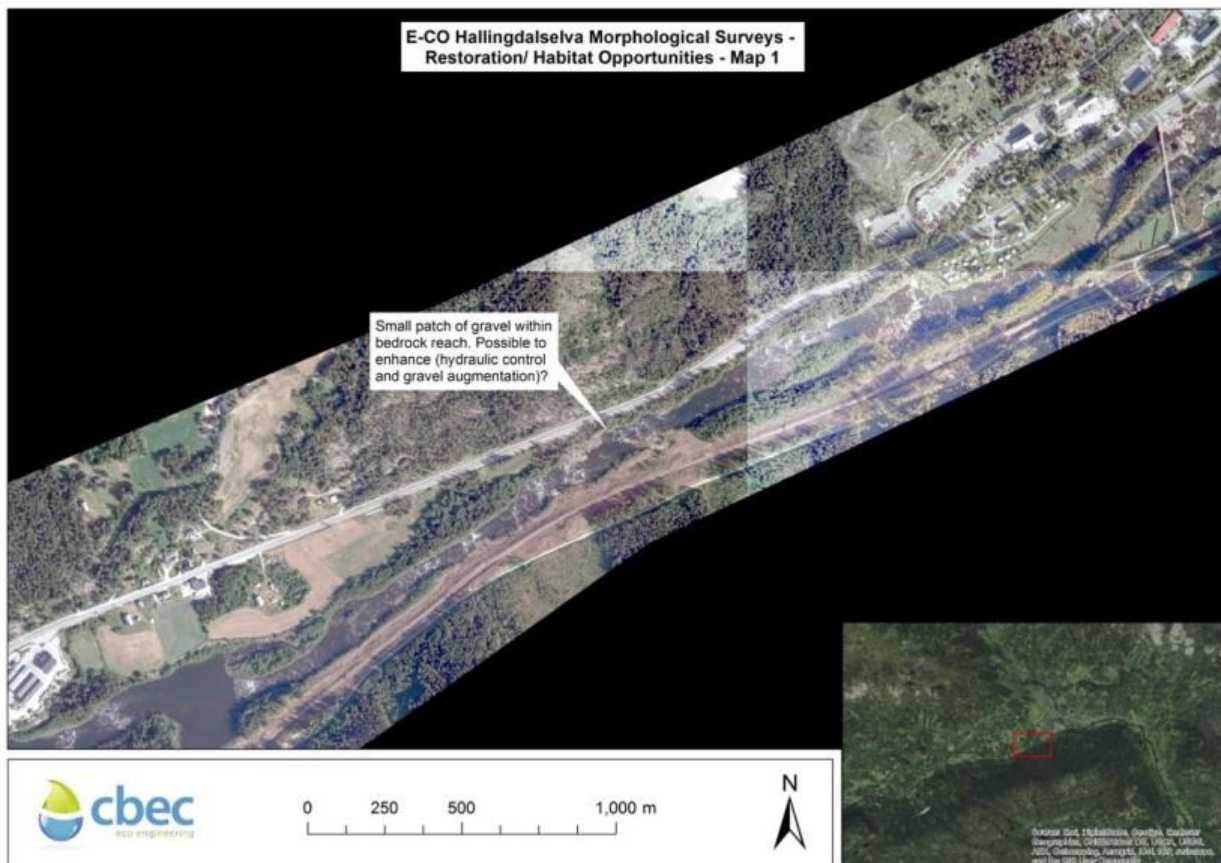 E-CO Hallingdalselva Morphological Surveys -
Restoration/ Habitat Opportunities - Map 1
Small patch of gravel within
bedrock reach. Possible to
enhance (hydraulic control
and gravel augmentation)?
cbec
eco engineering
0 250 500 1,000 m
N